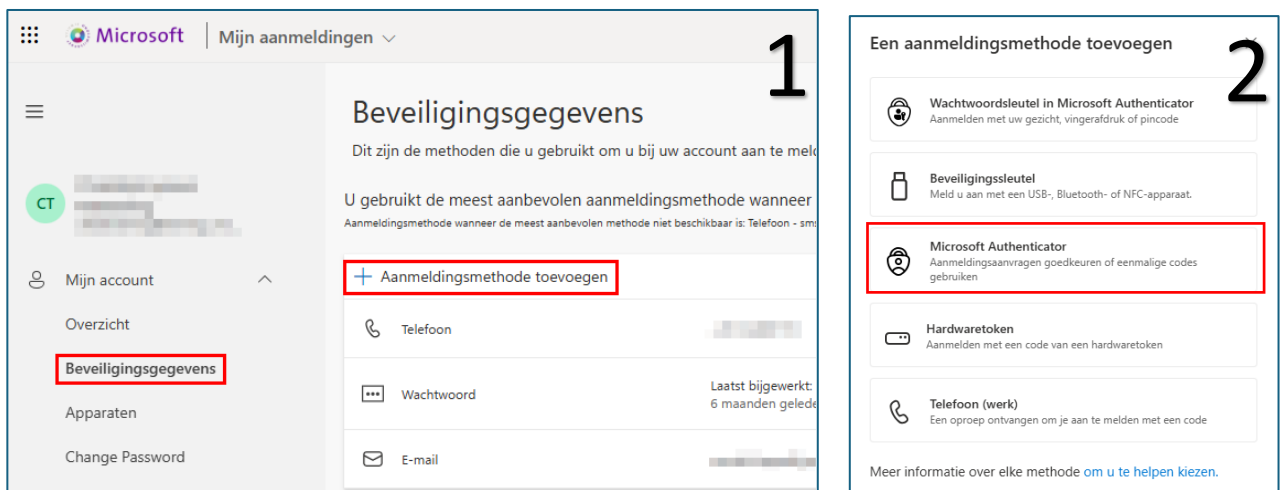 Microsoft
Mijn aanmeldingen
1
Beveiligingsgegevens
Dit zijn de methoden die u gebruikt om u bij uw account aan te
CT
U gebruikt de meest aanbevolen aanmeldingsmethode wanneer
Aanmeldingsmethode wanneer de meest aanbevolen methode niet beschikbaar is: Telefoon - sms
Mijn account
+ Aanmeldingsmethode toevoegen
Overzicht
Telefoon
Beveiligingsgegevens
Wachtwoord
Laatst bijgewerkt:
6 maanden
Apparaten
Change Password
E-mail
Een aanmeldingsmethode toevoegen
2
Wachtwoordsleutel in Microsoft Authenticator
Aanmelden met uw gezicht, vingerafdruk of pincode
Beveiligingssleutel
Meld u aan met een USB-, Bluetooth- of NFC-apparaat.
Microsoft Authenticator
Aanmeldingsaanvragen goedkeuren of eenmalige codes
gebruiken
Hardwaretoken
Aanmelden met een code van een hardwaretoken
Telefoon (werk)
Een oproep ontvangen om je aan te melden met een code
Meer informatie over elke methode om u te helpen kiezen.